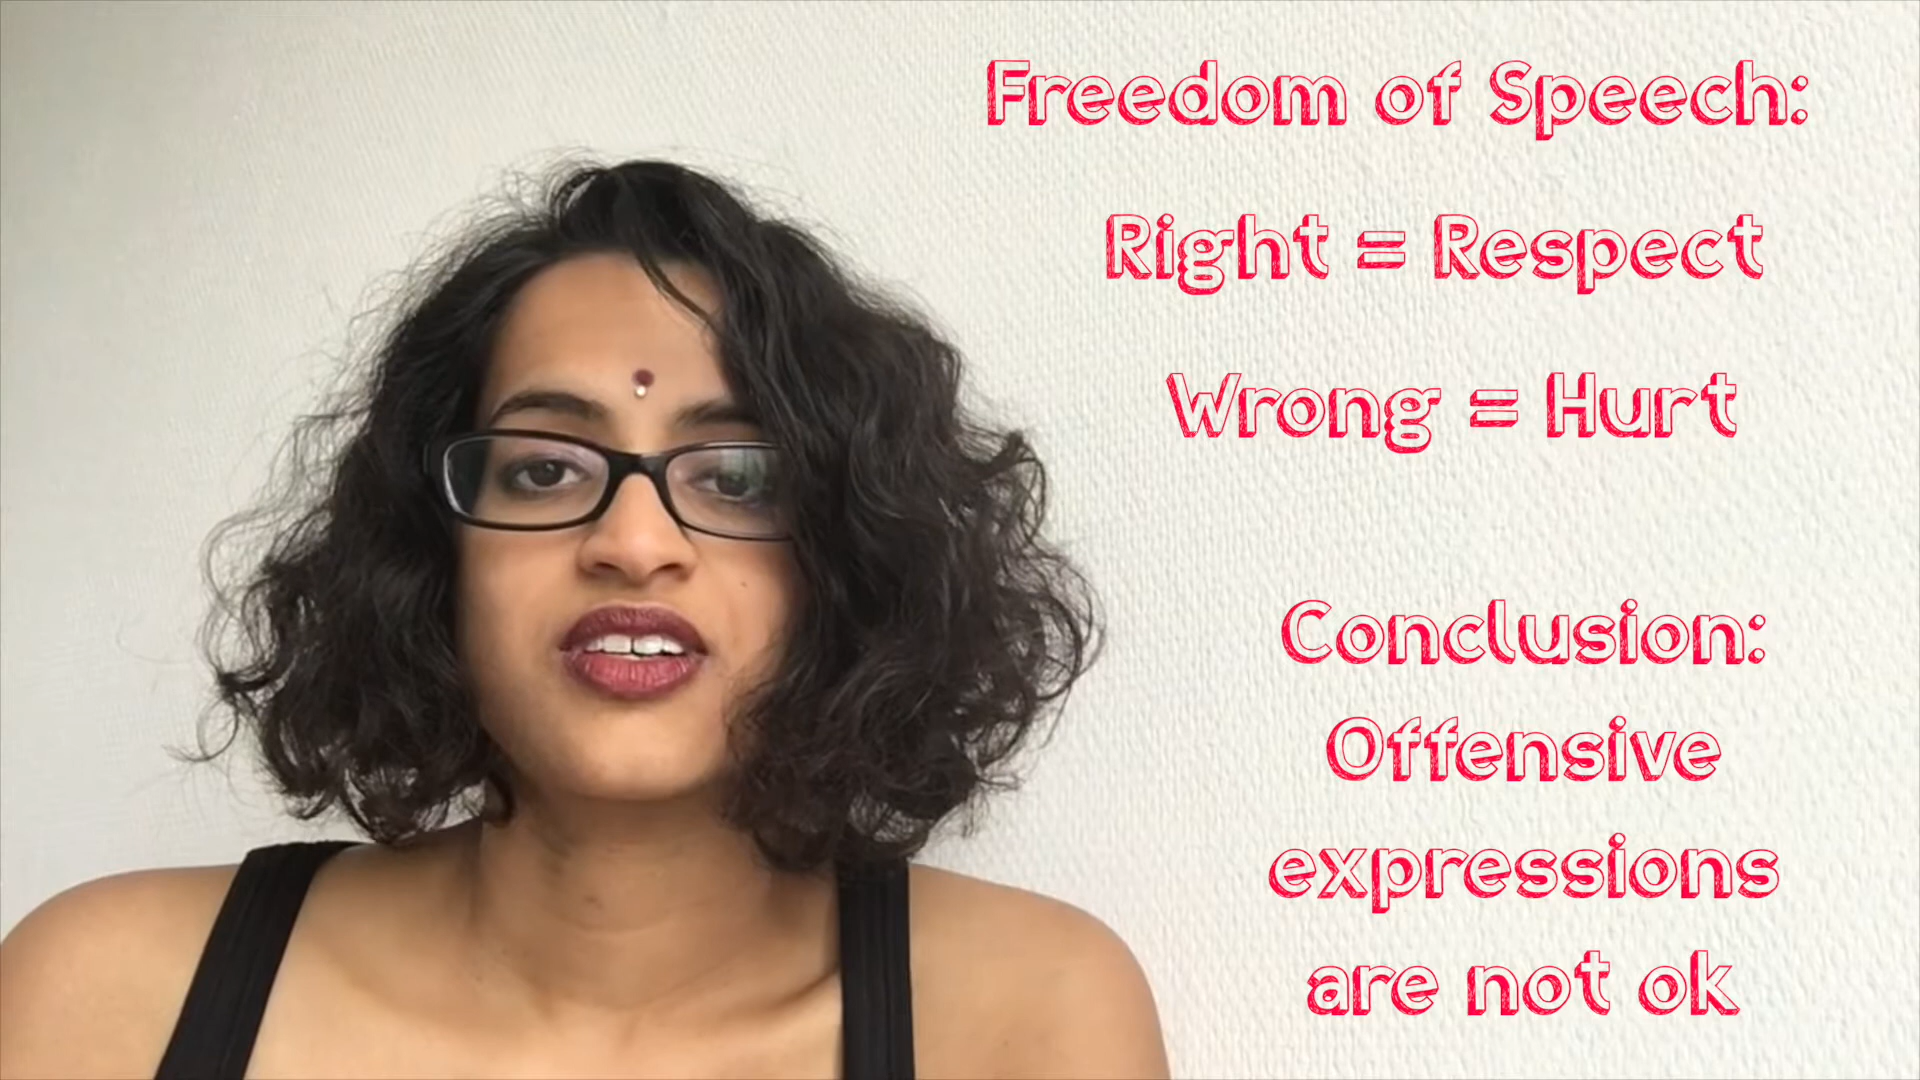 Freedom of Speech:
Right = Respect
Wrong = Hurt
Conclusion:
Offensive
expressions
are not ok